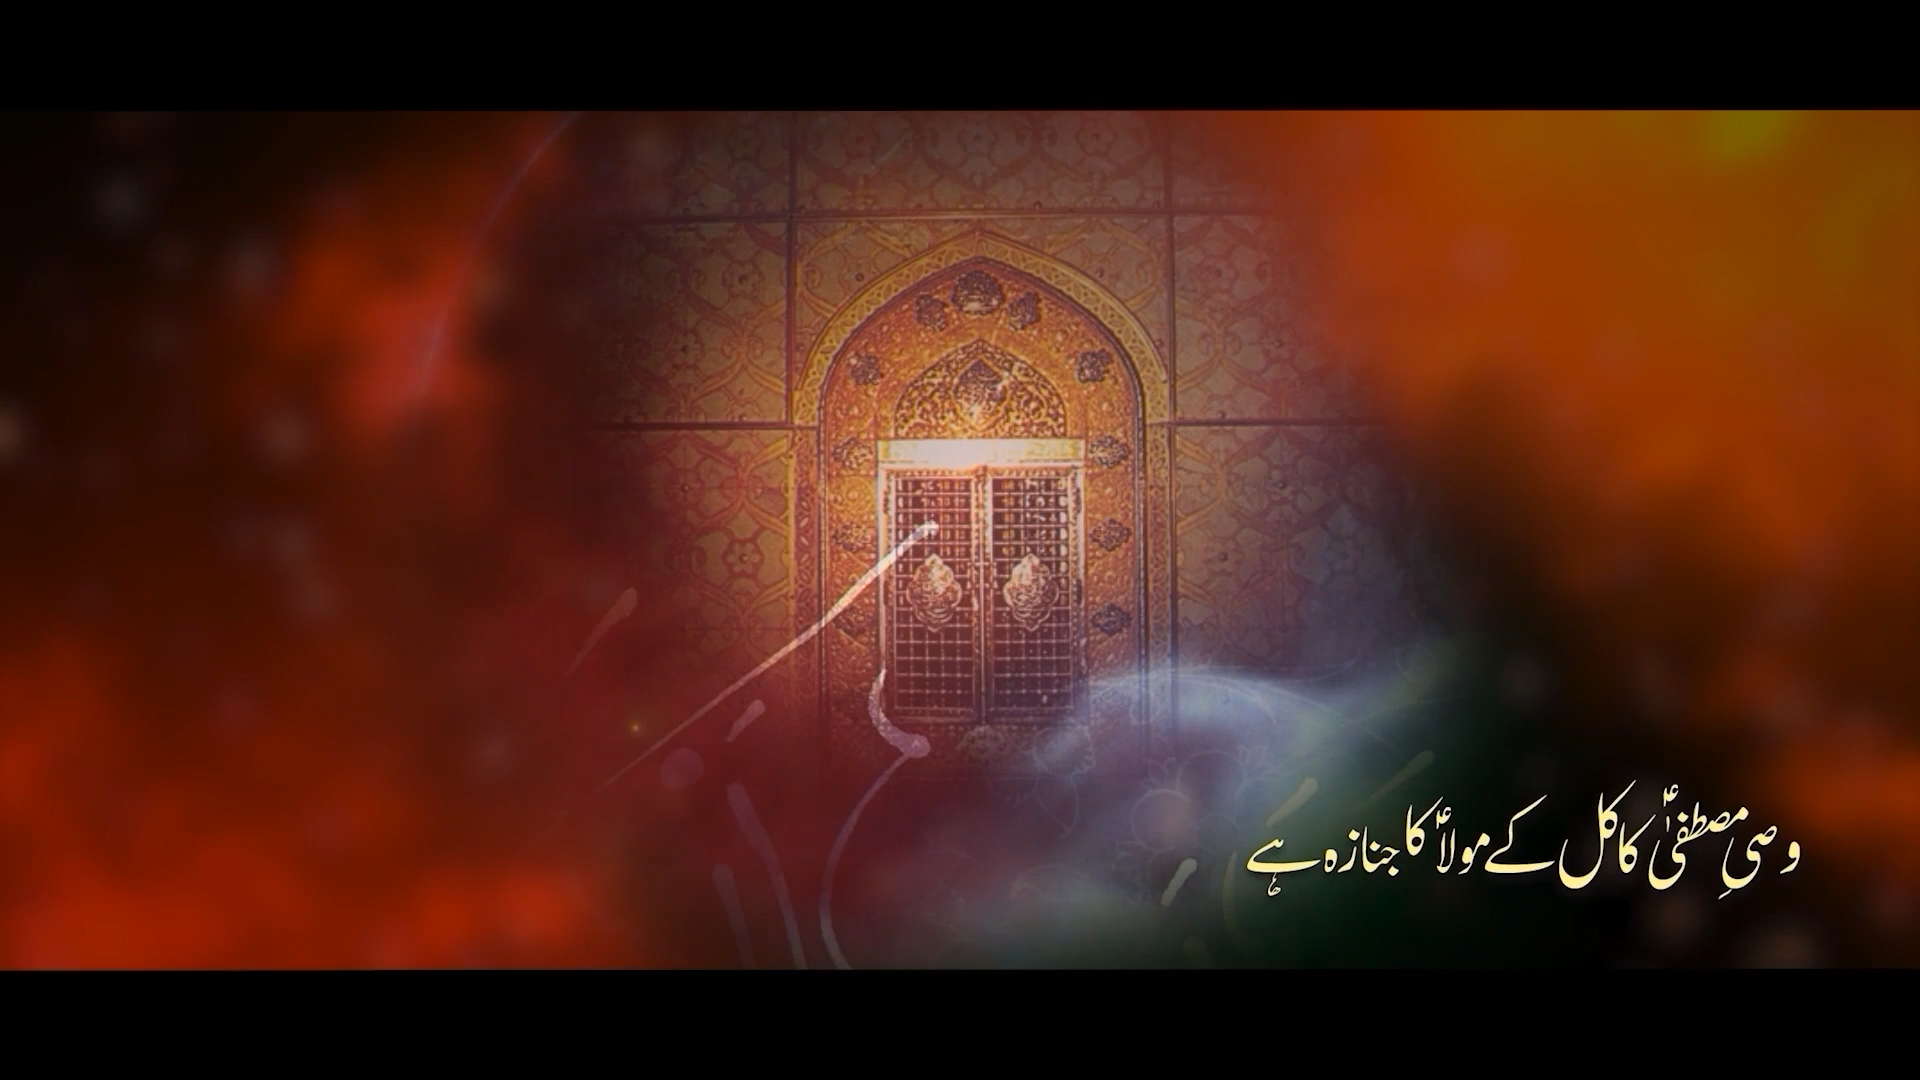 وصیِ مصطفیٰؑ کا کل کے مولاؑ کا جنازہ ہے